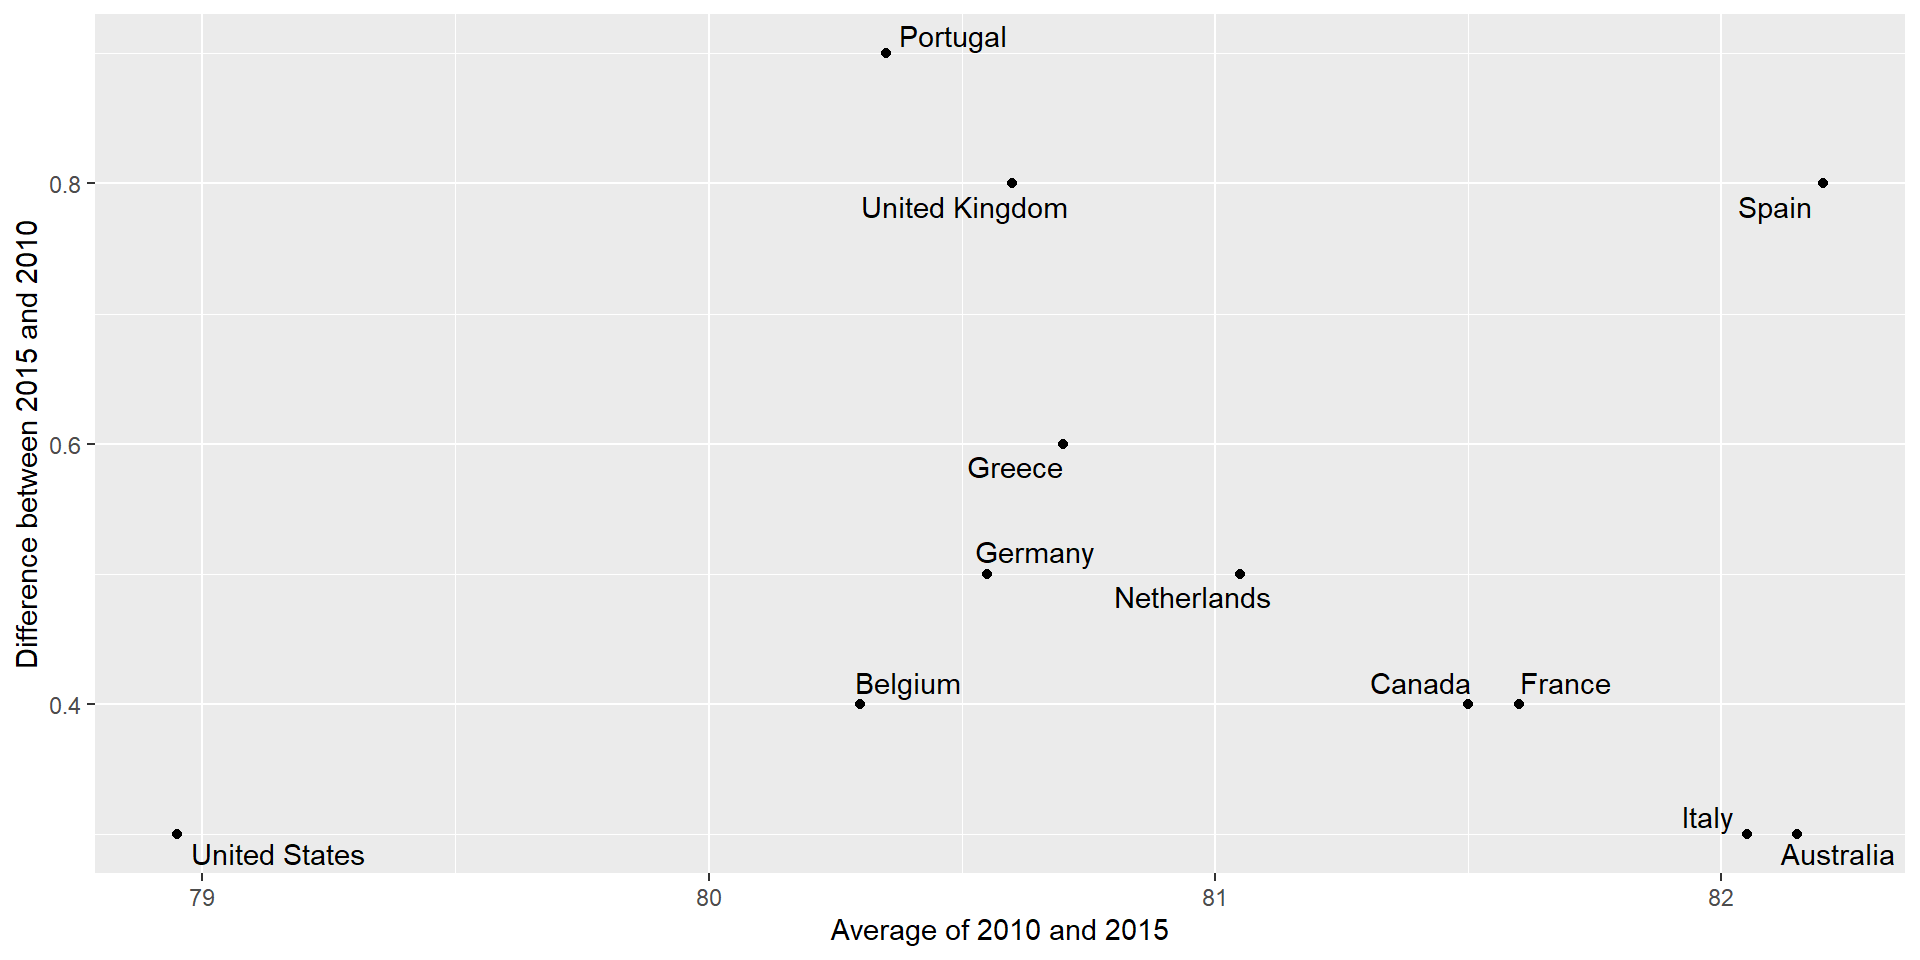 Portugal
0.8
United Kingdom
Spain
Difference between 2015 and 2010
0.6
Greece
Germany
Netherlands
Belgium
Canada
France
0.4
Italy
United States
Australia
79
80
81
82
Average of 2010 and 2015